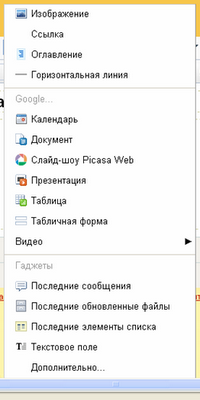 Изображение
Ссылка
Оглавление
Горизонтальная линия
Google...
Календарь
Документ
Слайд-шоу Picasa Web
Презентация
Таблица
Табличная форма
Видео
Гаджеты
Последние сообщения
Последние обновленные файлы
Последние элементы списка
Текстовое поле
Дополнительно...